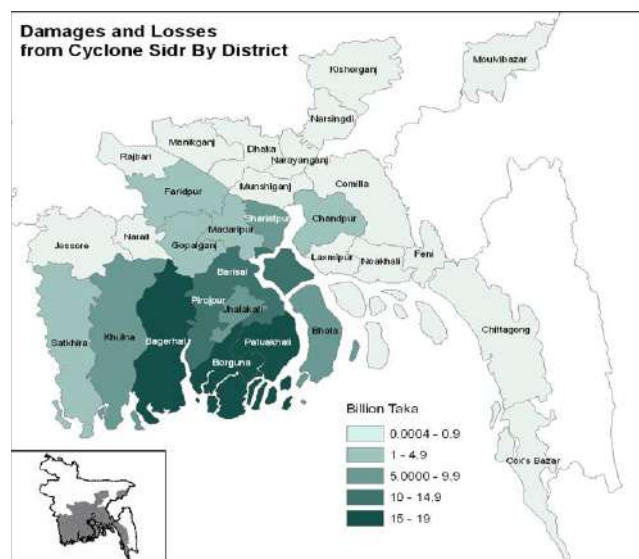 Damages and Losses
from Cyclone Sidr By District
Moulvibazar
Kishorganj
Narsingdi
Manikganj
Dhaka
Rajbari
Narayanganj
Munshiganj
Comilla
Faridpur
Shariatpur
Chandpur
Madaripur
Jessore
Narail
Gopalganj
Laxmipur
Noakhali
Feni
Barisal
Pirojpur
Jhalakati
Satkhira
Khulna
Bagerhat
Patuakhali
Bhola
Borguna
Chittagong
Cox's Bazar
Billion Taka
0.0004 - 0.9
1 - 4.9
5.0000 - 9.9
10 - 14.9
15 - 19